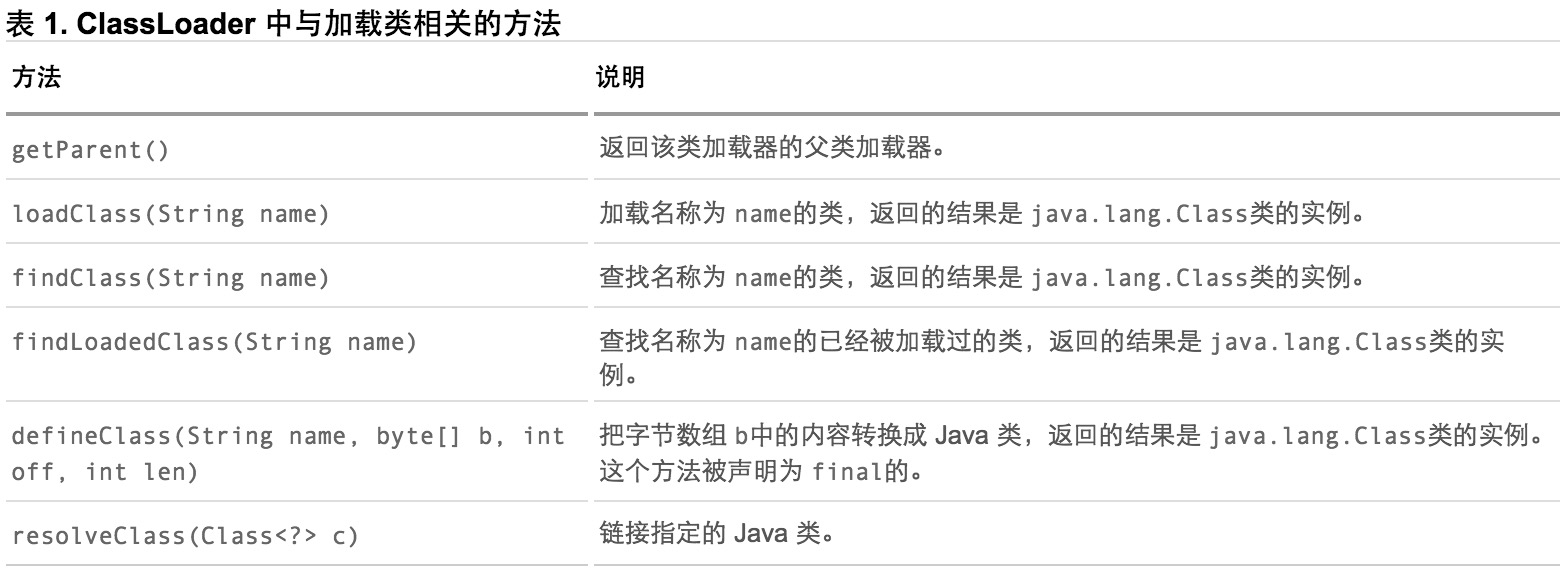 表 1. ClassLoader 中与加载类相关的方法
方法 说明
getParent() 返回该类加载器的父类加载器。
loadClass(String name) 加载名称为 name的类，返回的结果是 java.lang.Class类的实例。
findClass(String name) 查找名称为 name的类，返回的结果是 java.lang.Class类的实例。
findLoadedClass(String name) 查找名称为 name的已经被加载过的类，返回的结果是 java.lang.Class类的实
例。
defineClass(String name, byte[] b, int 把字节数组 b中的内容转换成 Java 类，返回的结果是 java.lang.Class类的实例。
off, int len) 这个方法被声明为 final的。
resolveClass(Class<?> c) 链接指定的 Java 类。